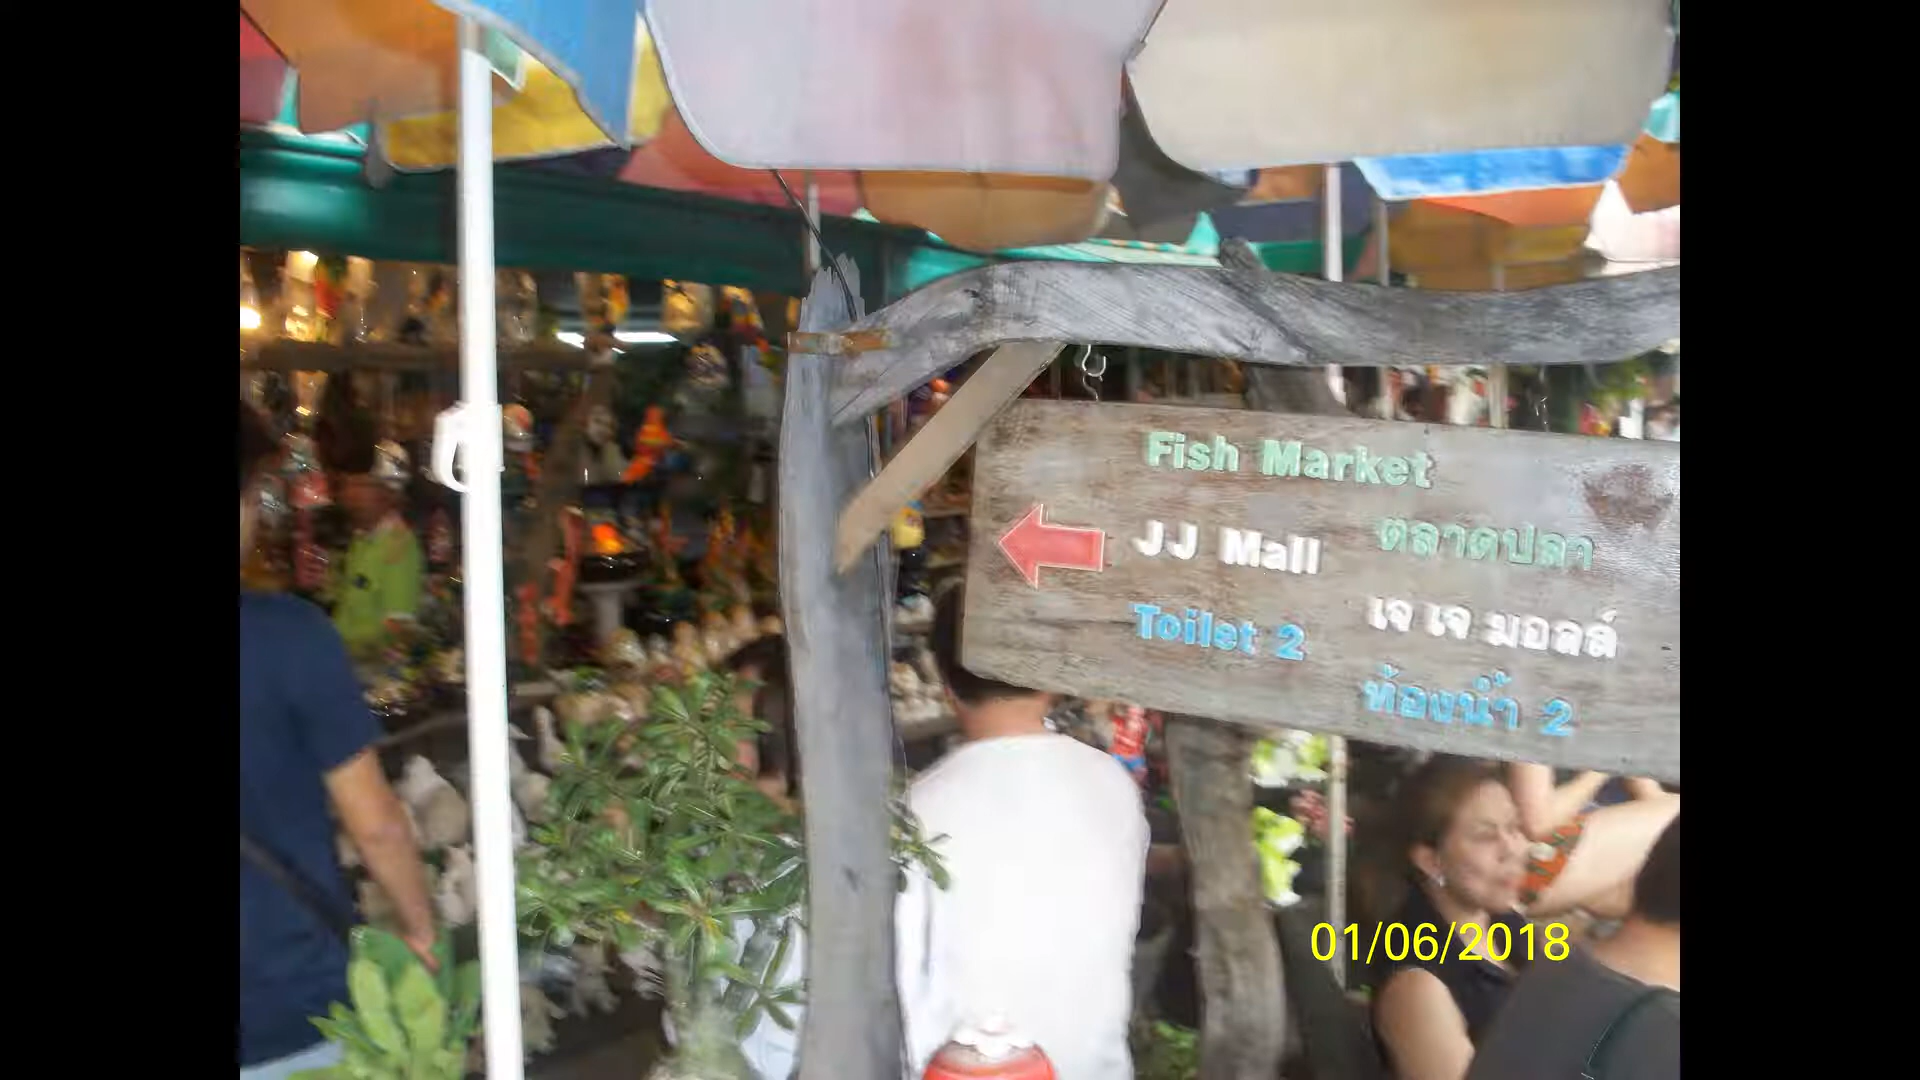 Fish Market
ตลาดปลา
JJ Mall
เจ เจ มอลล์
Toilet 2
ห้องน้ำ 2
01/06/2018